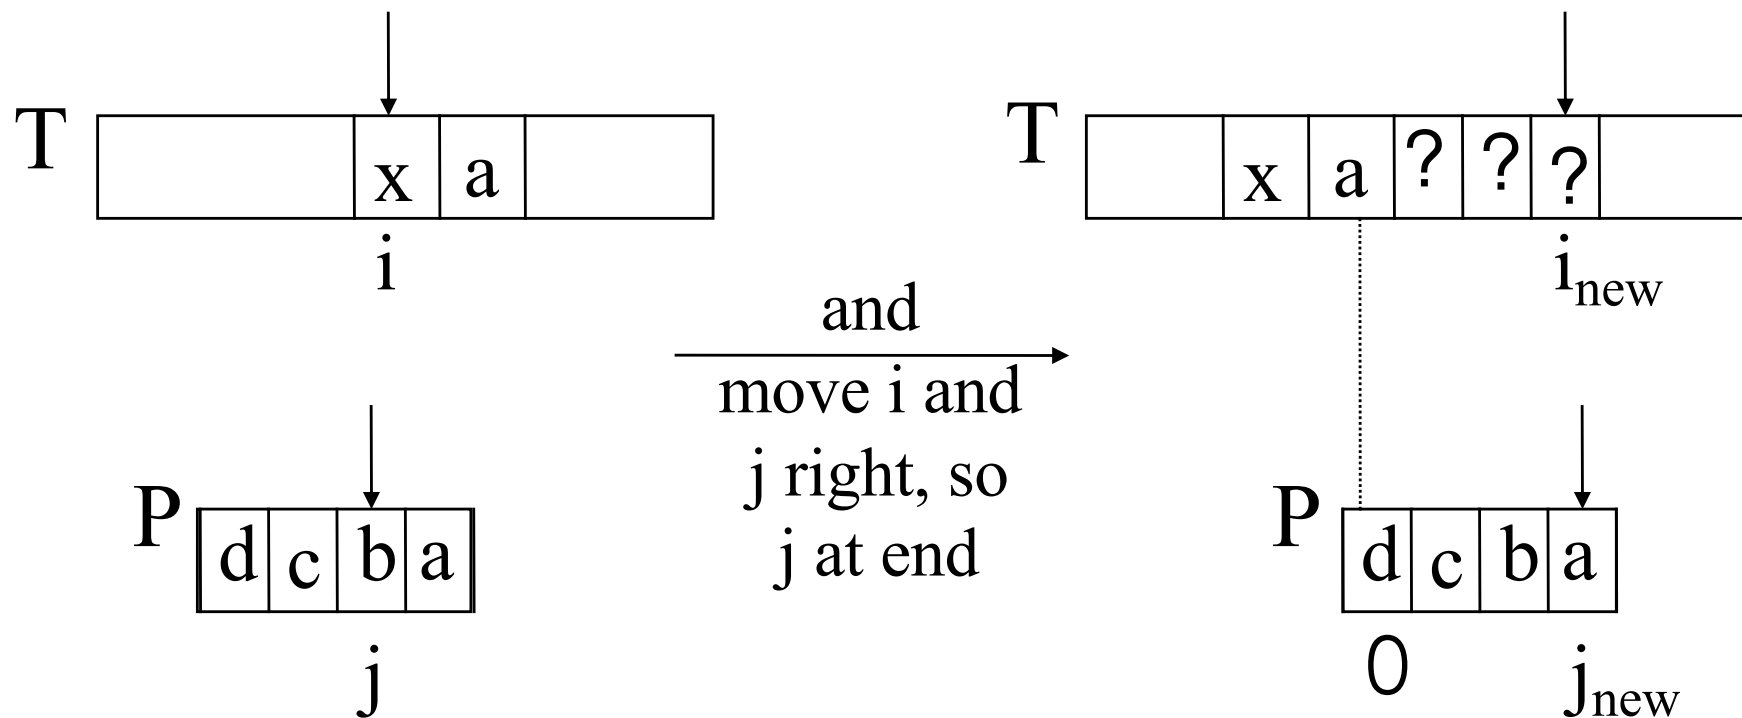 T
x a
i
P
d c b a
j
and
move i and
j right, so
j at end
T
x a ? ? ?
i new
P
d c b a
0
j new